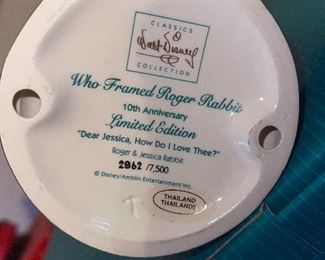 CLASSICS
Walt Disney
COLLECTION
Who Framed Roger Rabbit
10th Anniversary
Limited Edition
"Dear Jessica, How Do I Love Thee?"
Roger & Jessica Rabbit
2862 /7,500
© Disney/Amblin Entertainment Inc.
THAILAND
THAILANDE